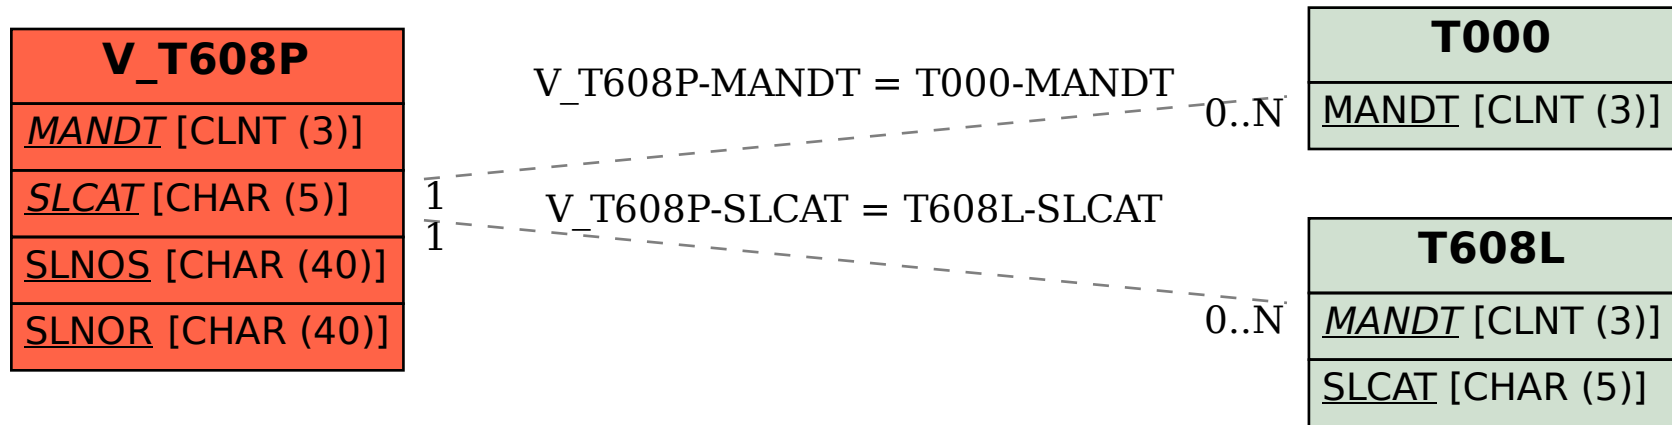 V_T608P
MANDT [CLNT (3)]
SLCAT [CHAR (5)]
SLNOS [CHAR (40)]
SLNOR [CHAR (40)]
V_T608P-MANDT = T000-MANDT
0..N
1
V_T608P-SLCAT = T608L-SLCAT
1
0..N
T000
MANDT [CLNT (3)]
T608L
MANDT [CLNT (3)]
SLCAT [CHAR (5)]